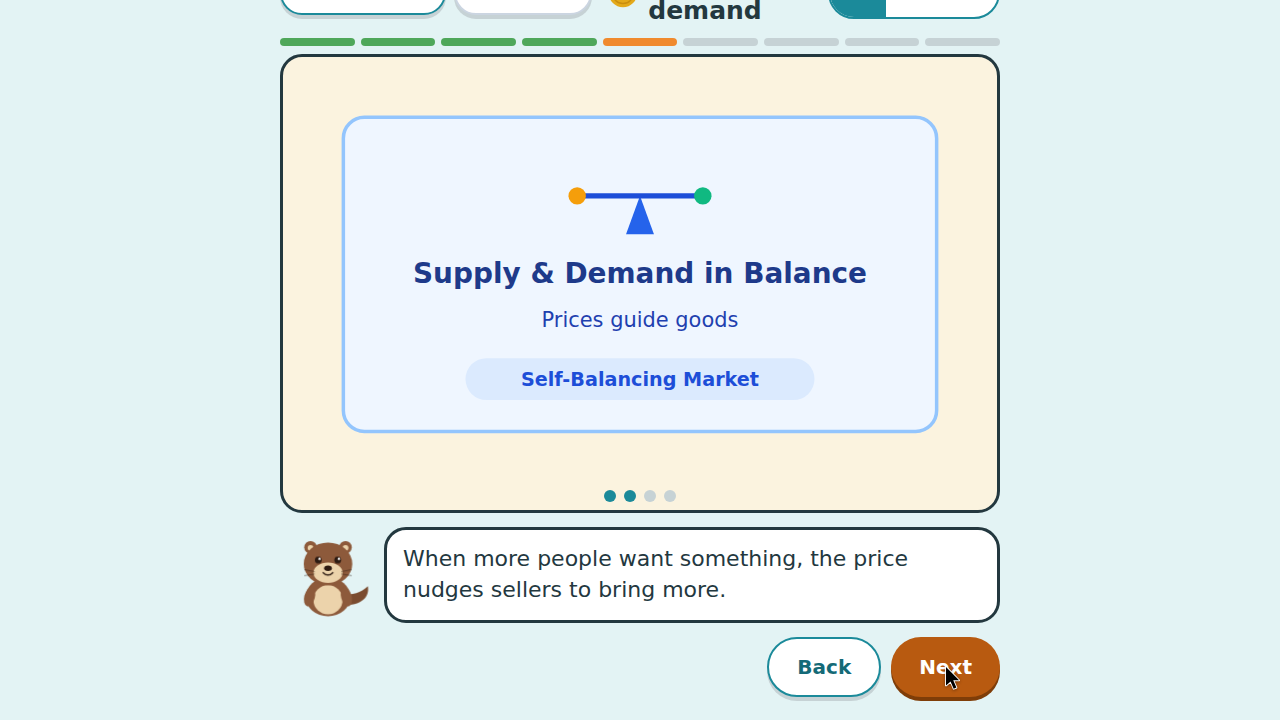 demand
Supply & Demand in Balance
Prices guide goods
Self-Balancing Market
When more people want something, the price
nudges sellers to bring more.
Back
Next